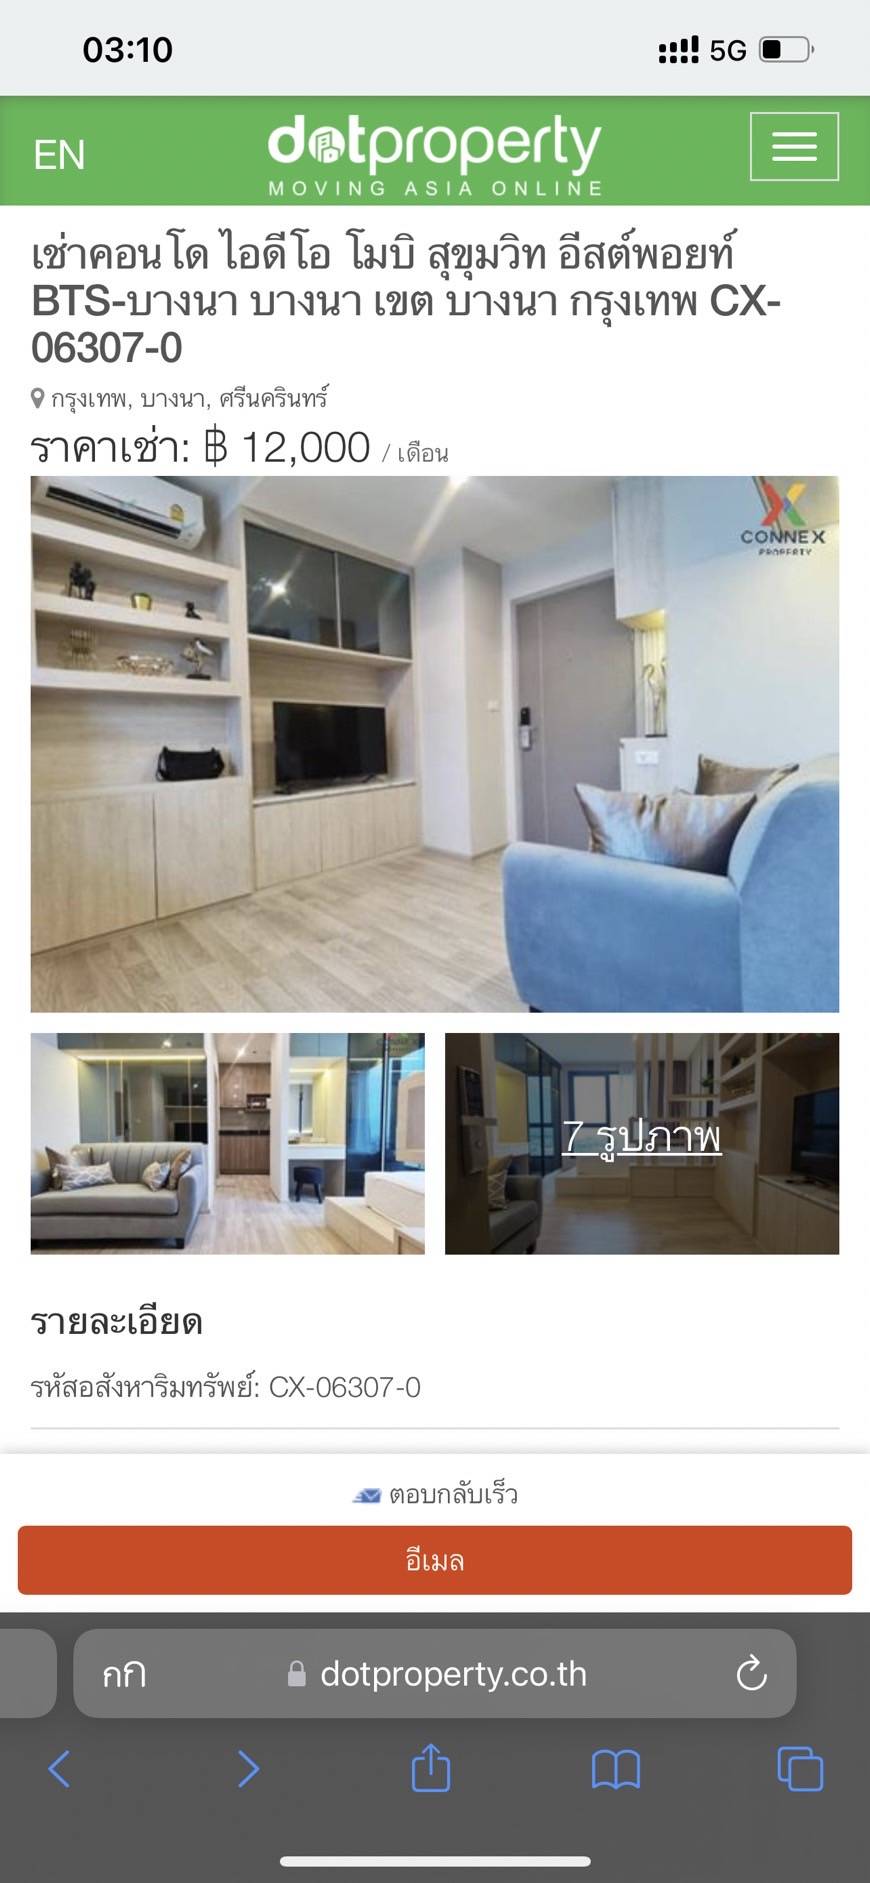 03:10
5G
EN
dotproperty
MOVING ASIA ONLINE
เช่าคอนโด ไอดีโอ โมบิ สุขุมวิท อีสต์พอยท์
BTS-บางนา บางนา เขต บางนา กรุงเทพ CX-
06307-0
กรุงเทพ, บางนา, ศรีนครินทร์
ราคาเช่า: ฿ 12,000 / เดือน
CONNEX
PROPERTY
7 รูปภาพ
รายละเอียด
รหัสอสังหาริมทรัพย์: CX-06307-0
ตอบกลับเร็ว
อีเมล
กก
dotproperty.co.th